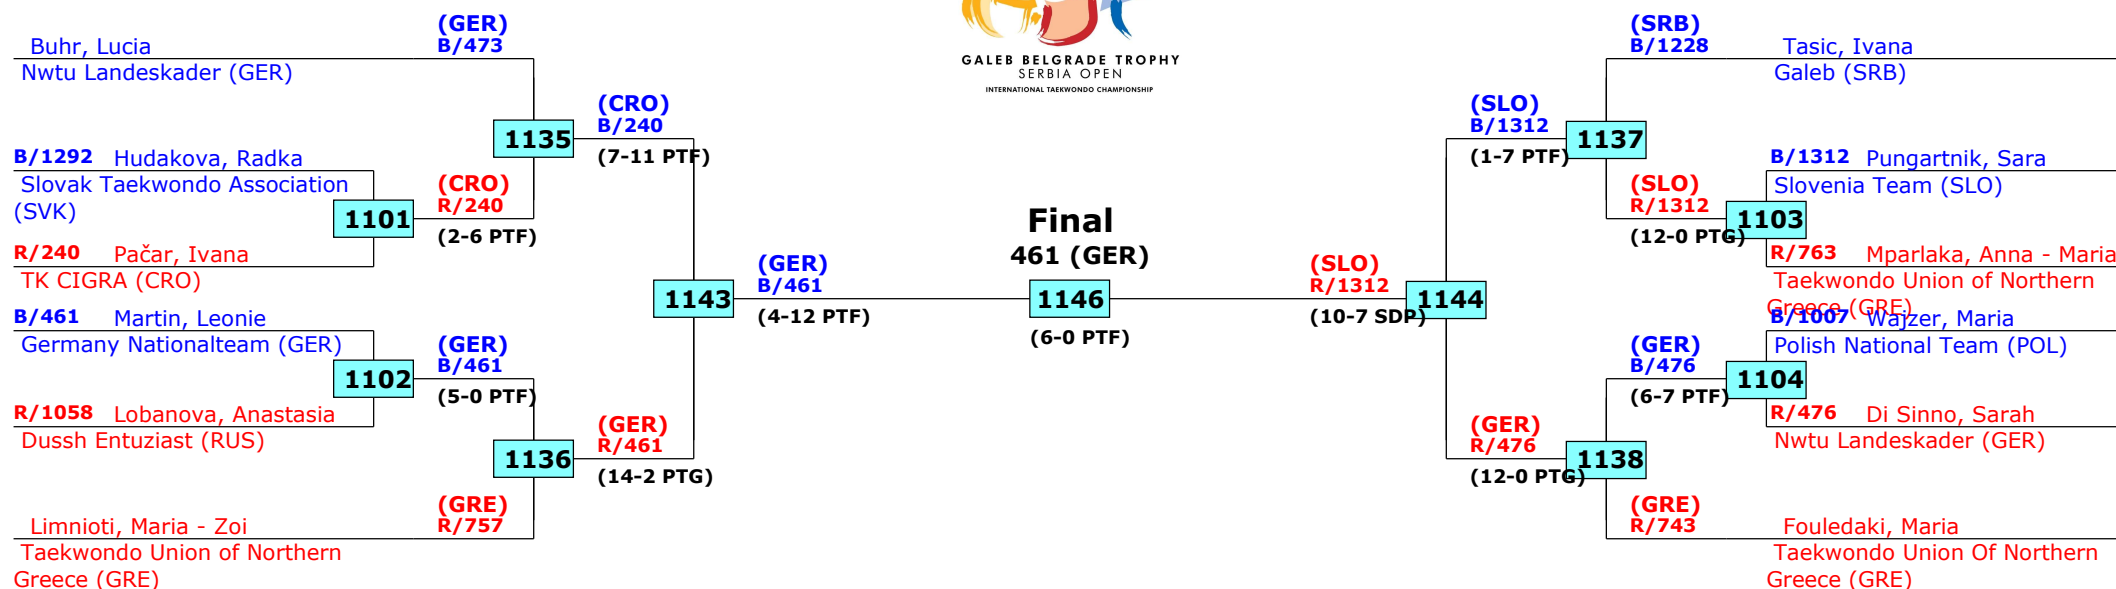 GALEB BELGRADE TROPHY
SERBIA OPEN
INTERNATIONAL TAEKWONDO CHAMPIONSHIP
(GER)
B/473
Buhr, Lucia
Nwtu Landeskader (GER)
1135
(CRO)
B/240
(7-11 PTF)
B/1292 Hudakova, Radka
Slovak Taekwondo Association
(SVK)
1101
(CRO)
R/240
(2-6 PTF)
R/240 Pačar, Ivana
TK CIGRA (CRO)
1143
(GER)
B/461
(4-12 PTF)
B/461 Martin, Leonie
Germany Nationalteam (GER)
1102
(GER)
B/461
(5-0 PTF)
R/1058 Lobanova, Anastasia
Dussh Entuziast (RUS)
1136
(GER)
R/461
(14-2 PTG)
(GRE)
R/757
Limnioti, Maria - Zoi
Taekwondo Union of Northern
Greece (GRE)
Final
461 (GER)
1146
(6-0 PTF)
(SRB)
B/1228
Tasic, Ivana
Galeb (SRB)
(SLO)
B/1312
(1-7 PTF)
1137
B/1312 Pungartnik, Sara
Slovenia Team (SLO)
(SLO)
R/1312
(12-0 PTG)
1103
R/763 Mparlaka, Anna - Maria
Taekwondo Union of Northern
Greece (GRE)
(SLO)
R/1312
(10-7 SDP)
1144
B/1007 Wajzer, Maria
Polish National Team (POL)
(GER)
B/476
(6-7 PTF)
1104
R/476 Di Sinno, Sarah
Nwtu Landeskader (GER)
(GER)
R/476
(12-0 PTG)
1138
(GRE)
R/743
Fouledaki, Maria
Taekwondo Union Of Northern
Greece (GRE)